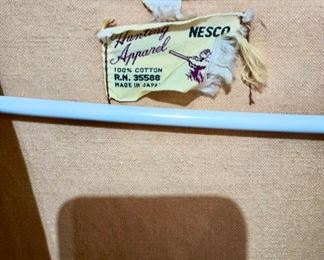 Hunting NESCO
Apparel
100% COTTON
R.N. 35588
MADE IN JAPA